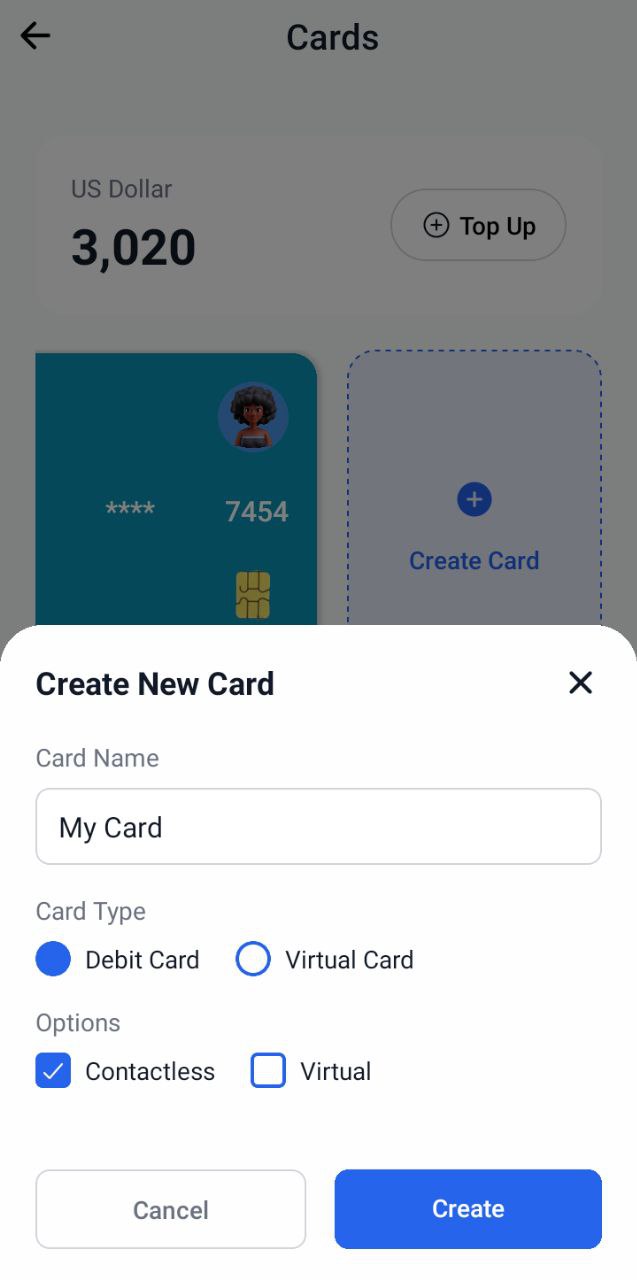 Cards
US Dollar
3,020
Top Up
**** 7454
Create Card
Create New Card
Card Name
My Card
Card Type
Debit Card Virtual Card
Options
Contactless Virtual
Cancel Create